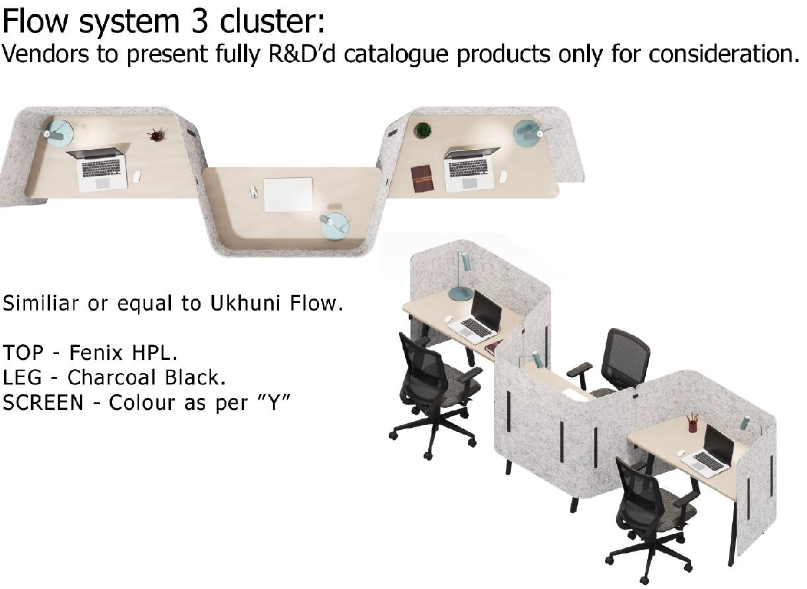 Flow system 3 cluster:
Vendors to present fully R&D'd catalogue products only for consideration.
Similiar or equal to Ukhuni Flow.
TOP - Fenix HPL.
LEG - Charcoal Black.
SCREEN - Colour as per "Y"